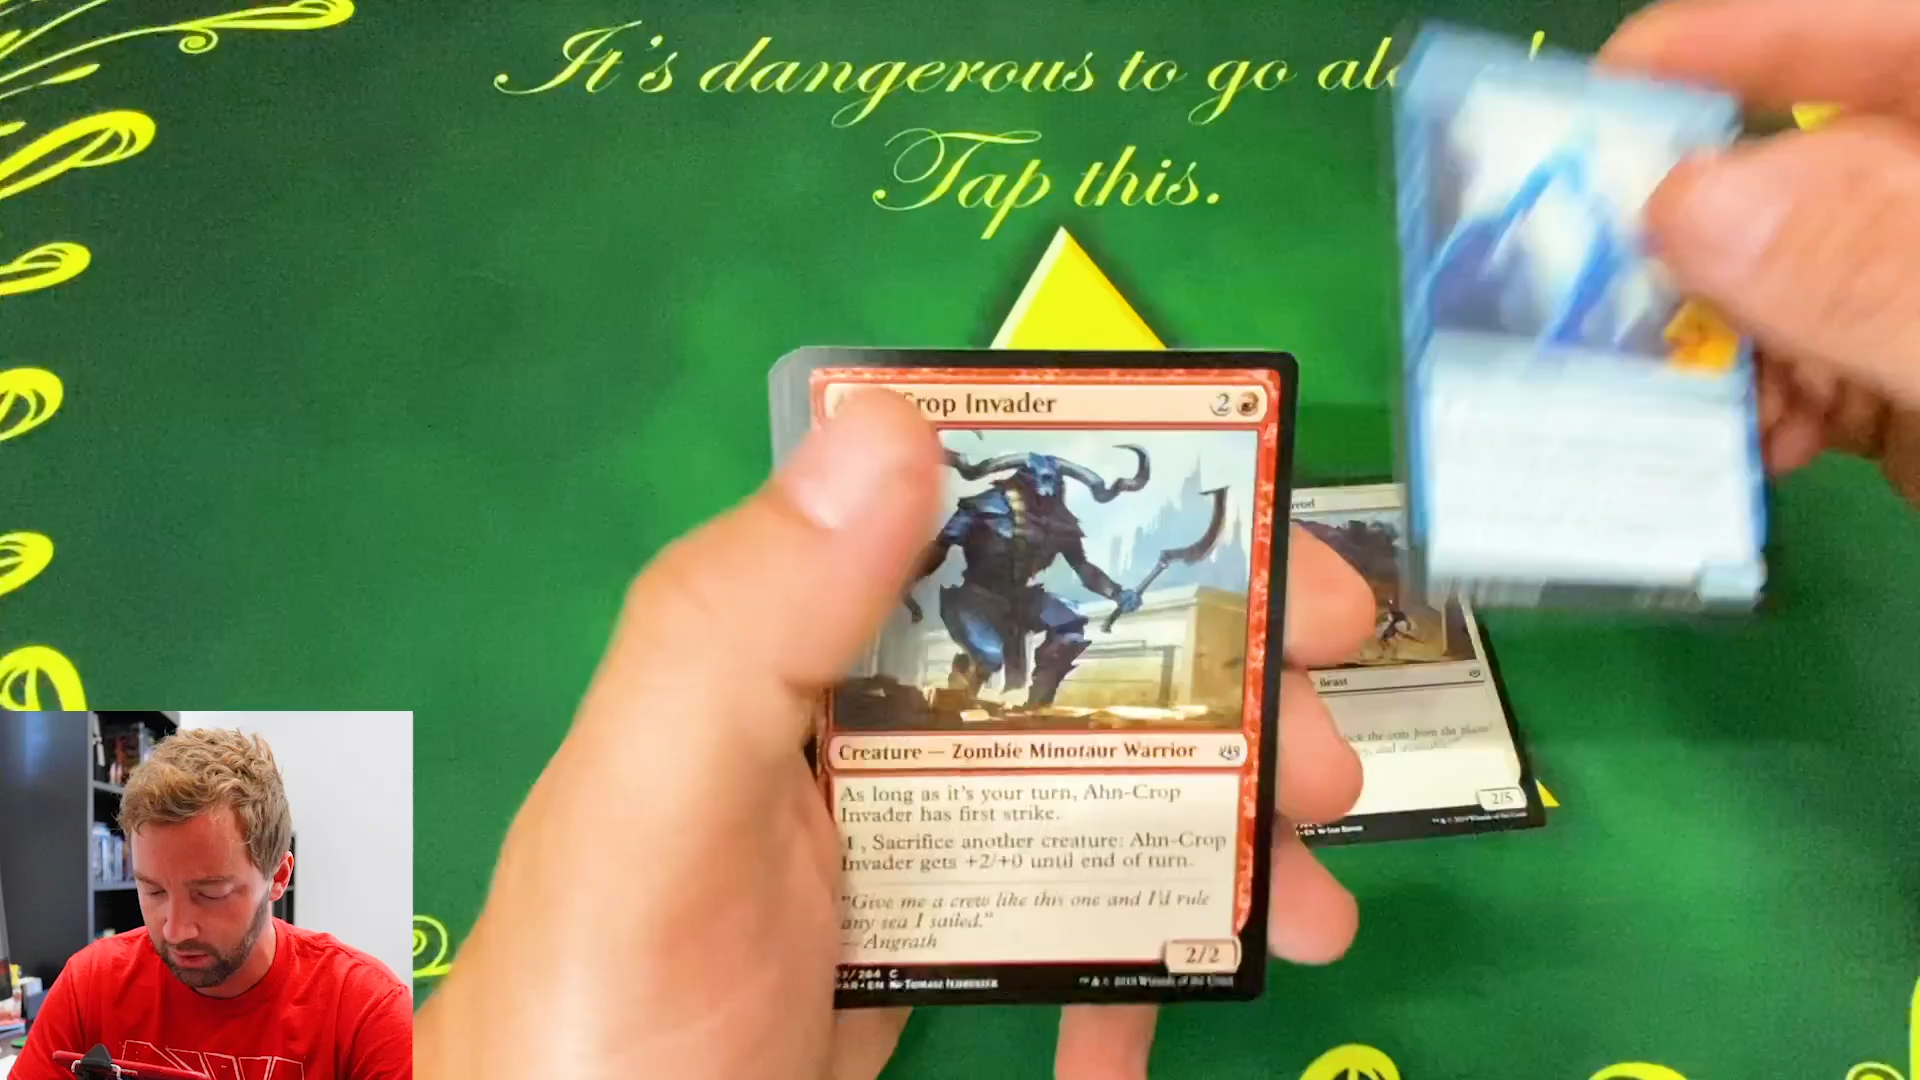 It's dangerous to go al
Tap this.
Crop Invader 2
Creature — Zombie Minotaur Warrior
As long as it's your turn, Ahn-Crop
Invader has first strike.
1, Sacrifice another creature: Ahn-Crop
Invader gets +2/+0 until end of turn.
"Give me a crew like this one and I'd rule
any sea I sailed."
— Angrath
2/2
/264 C
Beast
2/5